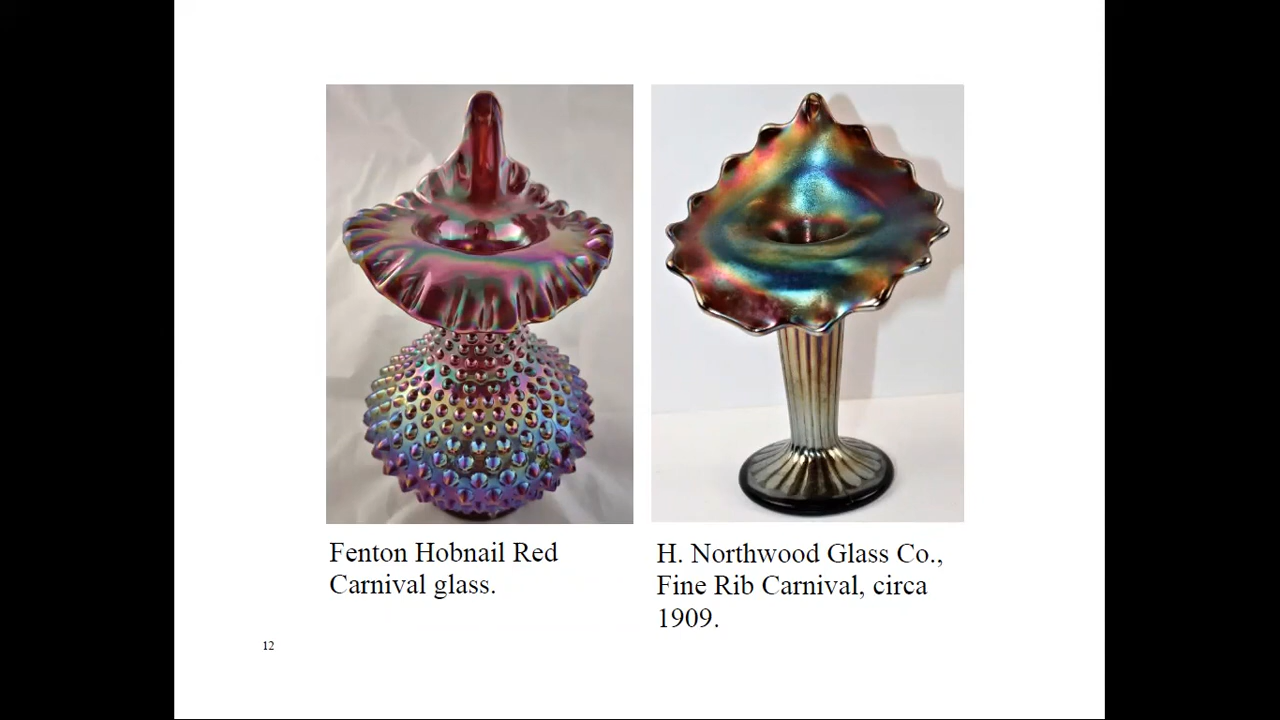 Fenton Hobnail Red
Carnival glass.
H. Northwood Glass Co.,
Fine Rib Carnival, circa
1909.
12